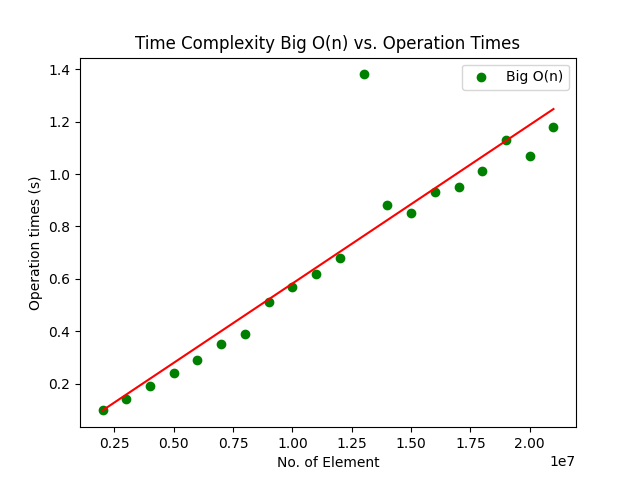 Time Complexity Big O(n) vs. Operation Times
Big O(n)
Operation times (s)
1.4
1.2
1.0
0.8
0.6
0.4
0.2
0.25 0.50 0.75 1.00 1.25 1.50 1.75 2.00
1e7
No. of Element